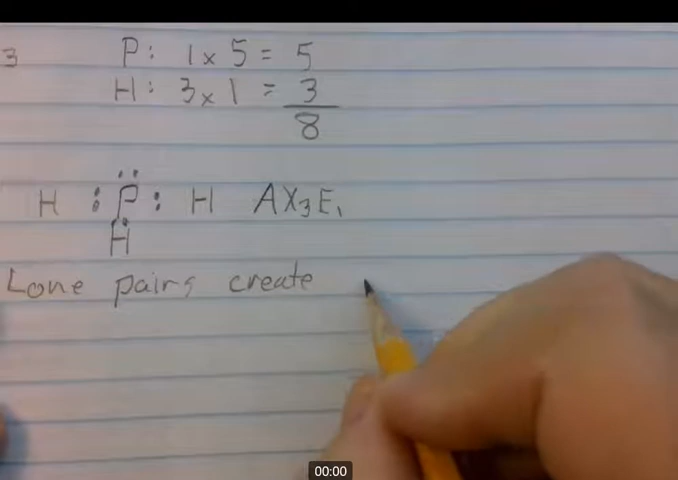 3 P: 1 x 5 = 5
H: 3 x 1 = 3
8
H : P : H AX₃E₁
H
Lone pairs create
00:00